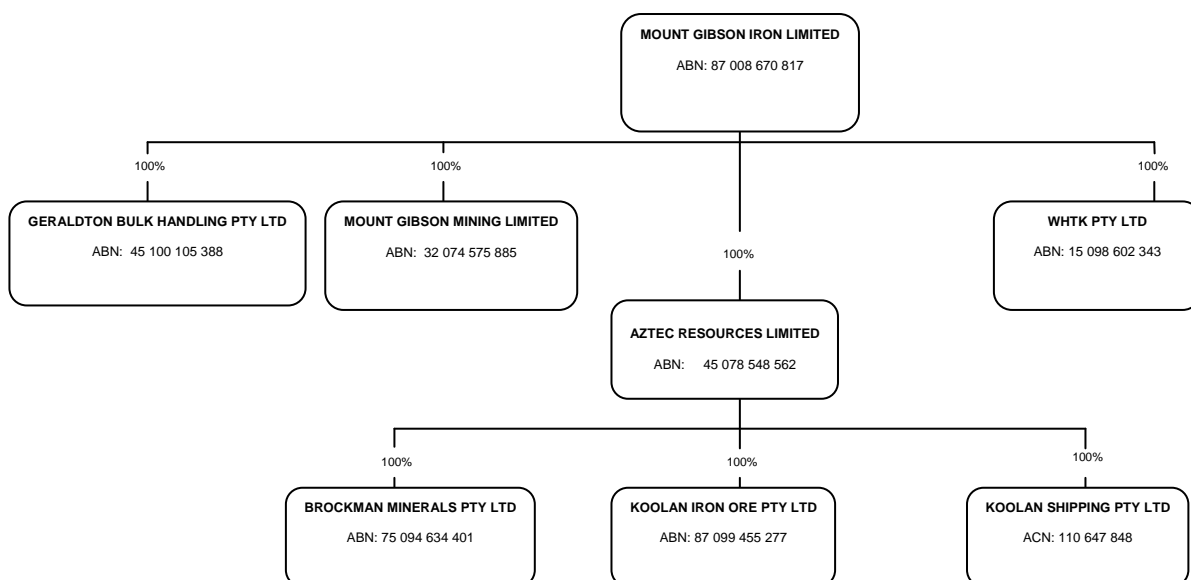 MOUNT GIBSON IRON LIMITED
ABN: 87 008 670 817
100%
100%
100%
GERALDTON BULK HANDLING PTY LTD
ABN: 45 100 105 388
MOUNT GIBSON MINING LIMITED
ABN: 32 074 575 885
WHTK PTY LTD
ABN: 15 098 602 343
100%
AZTEC RESOURCES LIMITED
ABN: 45 078 548 562
100%
100%
100%
BROCKMAN MINERALS PTY LTD
ABN: 75 094 634 401
KOOLAN IRON ORE PTY LTD
ABN: 87 099 455 277
KOOLAN SHIPPING PTY LTD
ACN: 110 647 848